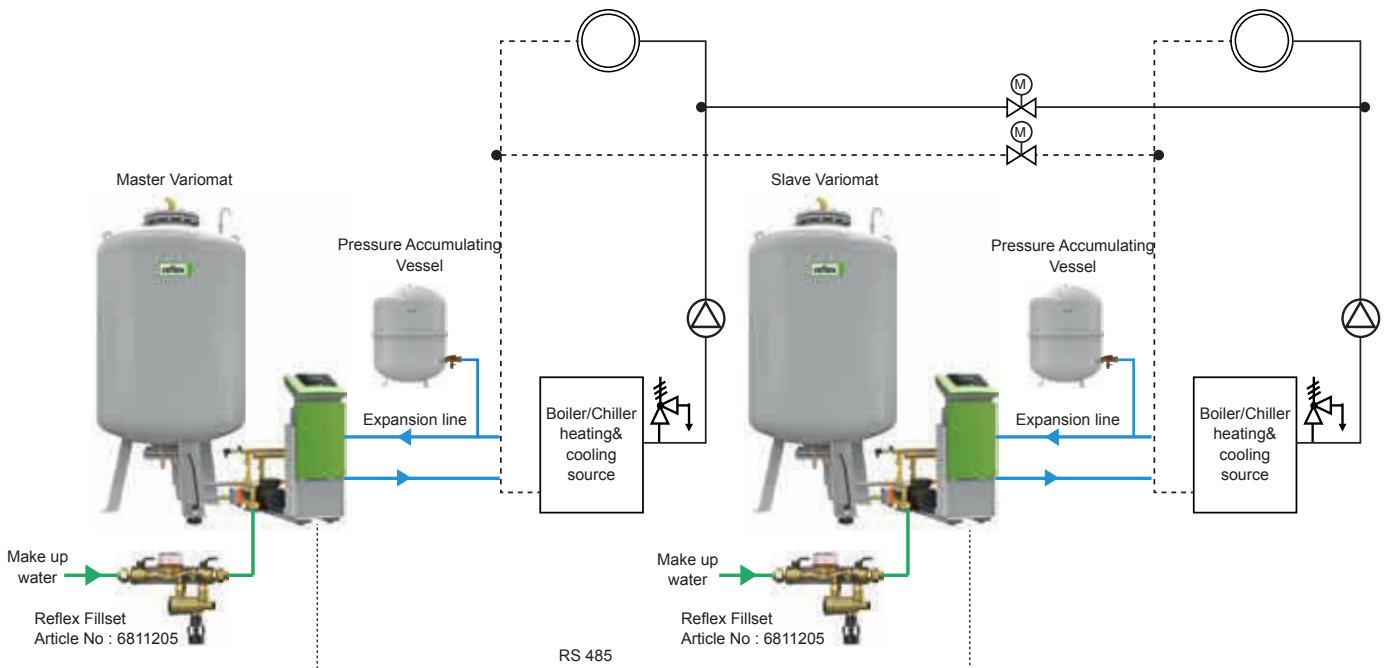 M
M
Master Variomat
Slave Variomat
Pressure Accumulating
Vessel
Pressure Accumulating
Vessel
reflex
reflex
Expansion line
Boiler/Chiller
heating&
cooling
source
Expansion line
Boiler/Chiller
heating&
cooling
source
Make up
water
Make up
water
Reflex Fillset
Article No : 6811205
Reflex Fillset
Article No : 6811205
RS 485